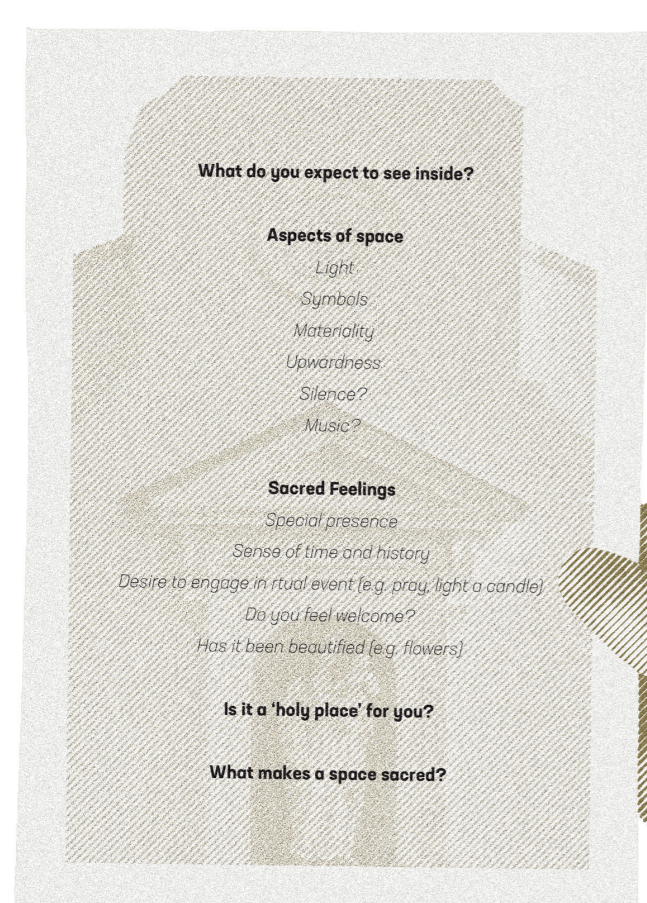 What do you expect to see inside?
Aspects of space
Light
Symbols
Materiality
Upwardness
Silence?
Music?
Sacred Feelings
Special presence
Sense of time and history
Desire to engage in rtual event (e.g. pray, light a candle)
Do you feel welcome?
Has it been beautified (e.g. flowers)
Is it a ‘holy place’ for you?
What makes a space sacred?